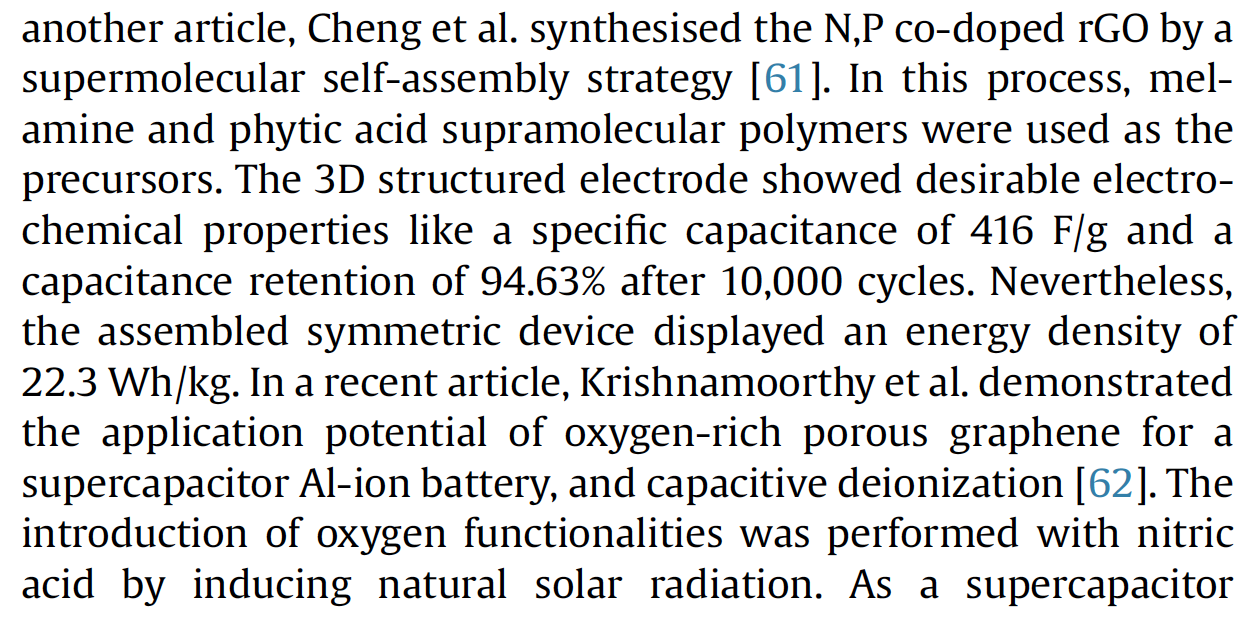 another article, Cheng et al. synthesised the N,P co-doped rGO by a
supermolecular self-assembly strategy [61]. In this process, mel-
amine and phytic acid supramolecular polymers were used as the
precursors. The 3D structured electrode showed desirable electro-
chemical properties like a specific capacitance of 416 F/g and a
capacitance retention of 94.63% after 10,000 cycles. Nevertheless,
the assembled symmetric device displayed an energy density of
22.3 Wh/kg. In a recent article, Krishnamoorthy et al. demonstrated
the application potential of oxygen-rich porous graphene for a
supercapacitor Al-ion battery, and capacitive deionization [62]. The
introduction of oxygen functionalities was performed with nitric
acid by inducing natural solar radiation. As a supercapacitor